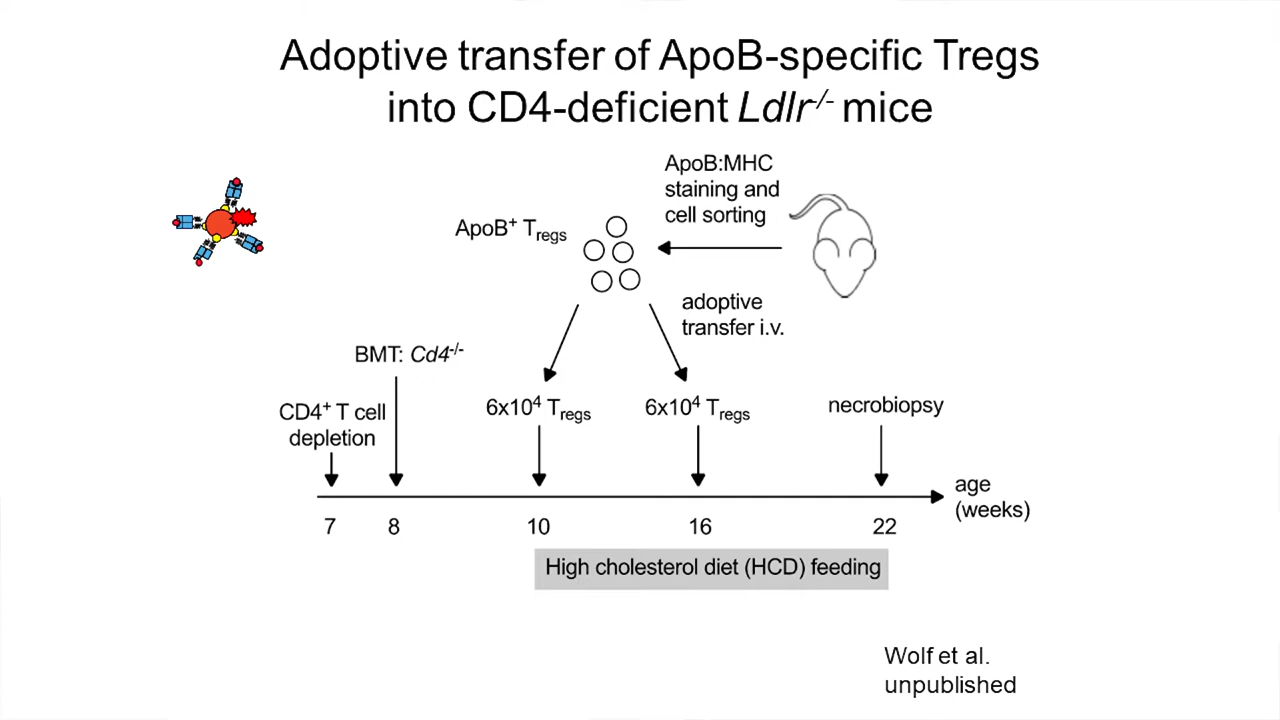 Adoptive transfer of ApoB-specific Tregs
into CD4-deficient Ldlr-/- mice
ApoB:MHC
staining and
cell sorting
ApoB+ Tregs
adoptive
transfer i.v.
BMT: Cd4-/-
CD4+ T cell
depletion
6x104 Tregs
6x104 Tregs
necrobiopsy
age
(weeks)
7 8 10 16 22
High cholesterol diet (HCD) feeding
Wolf et al.
unpublished